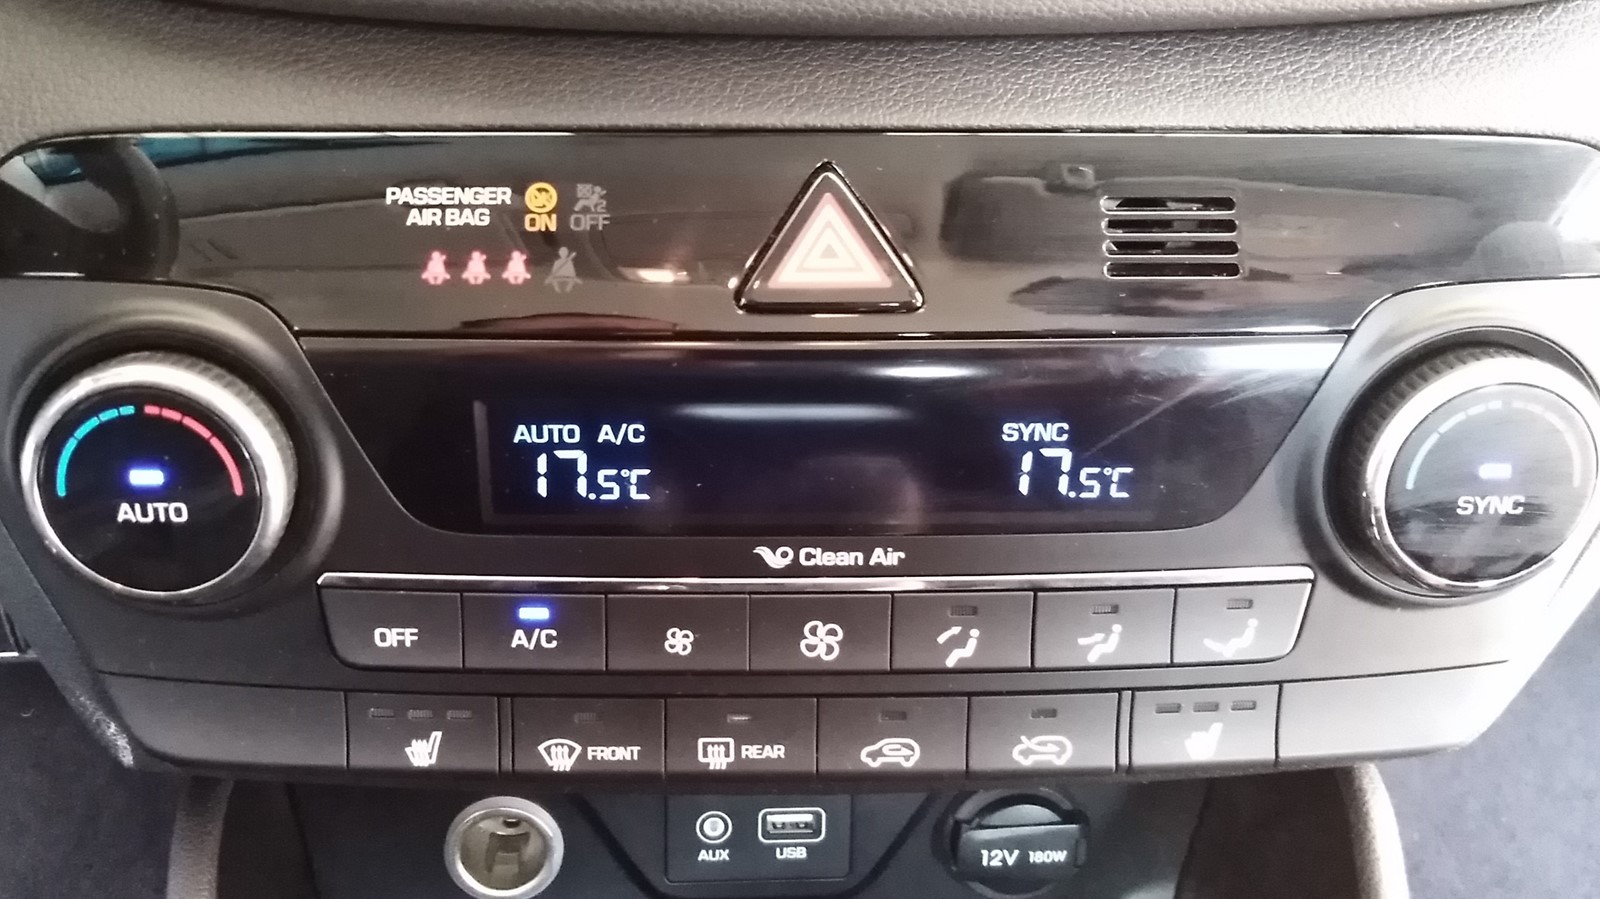 PASSENGER
AIR BAG
ON
OFF
2
AUTO A/C
17.5°C
SYNC
17.5°C
AUTO
SYNC
Clean Air
OFF
A/C
FRONT
REAR
AUX
USB
12V 180W